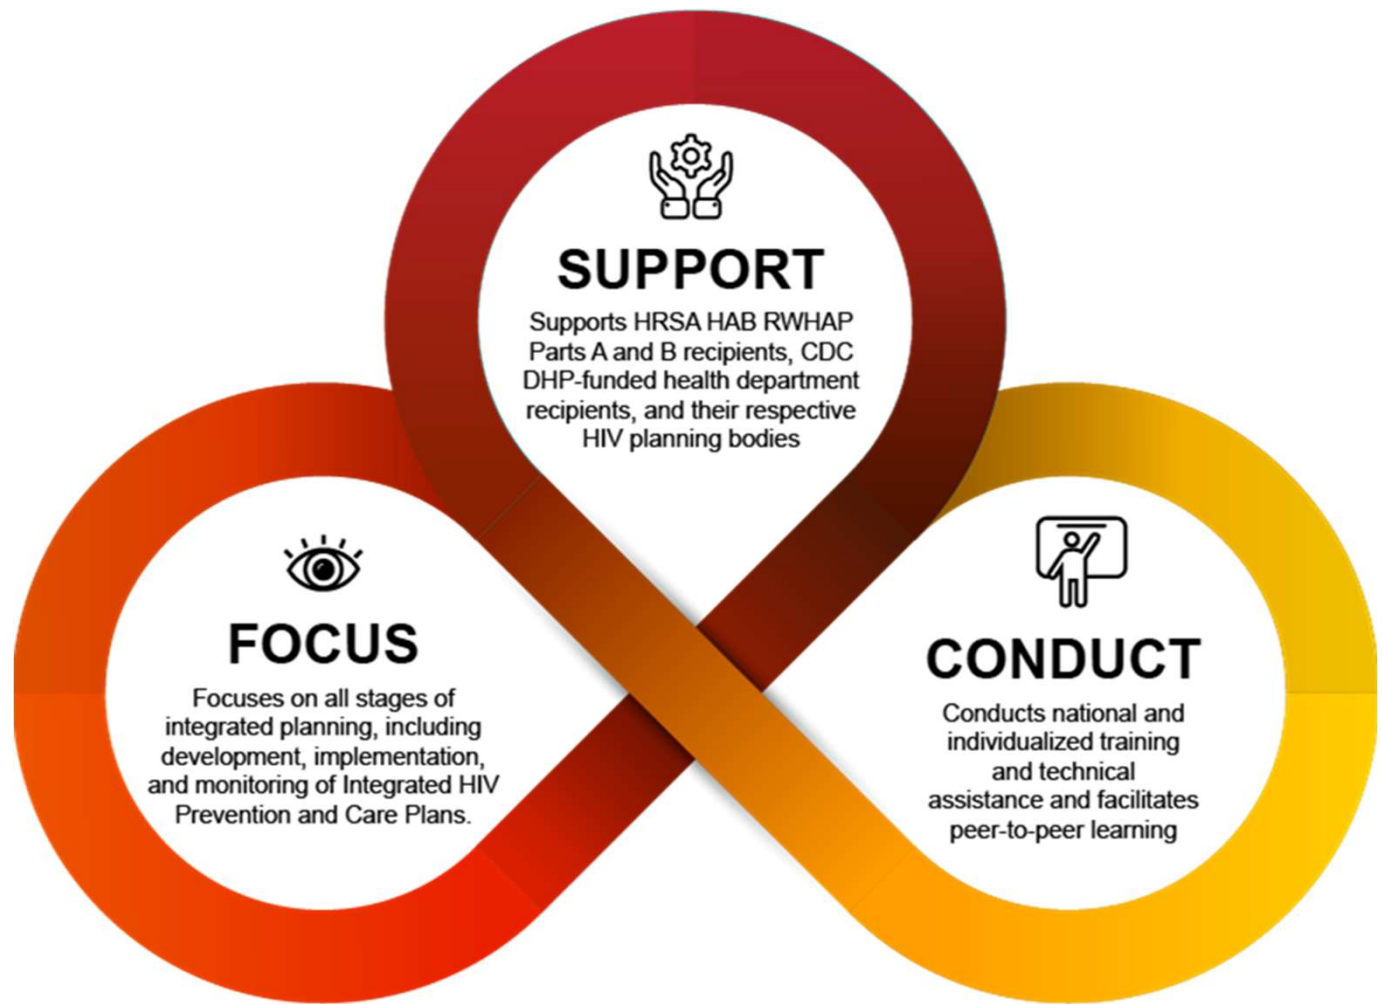 SUPPORT
Supports HRSA HAB RWHAP
Parts A and B recipients, CDC
DHP-funded health department
recipients, and their respective
HIV planning bodies
FOCUS
Focuses on all stages of
integrated planning, including
development, implementation,
and monitoring of Integrated HIV
Prevention and Care Plans.
CONDUCT
Conducts national and
individualized training
and technical
assistance and facilitates
peer-to-peer learning